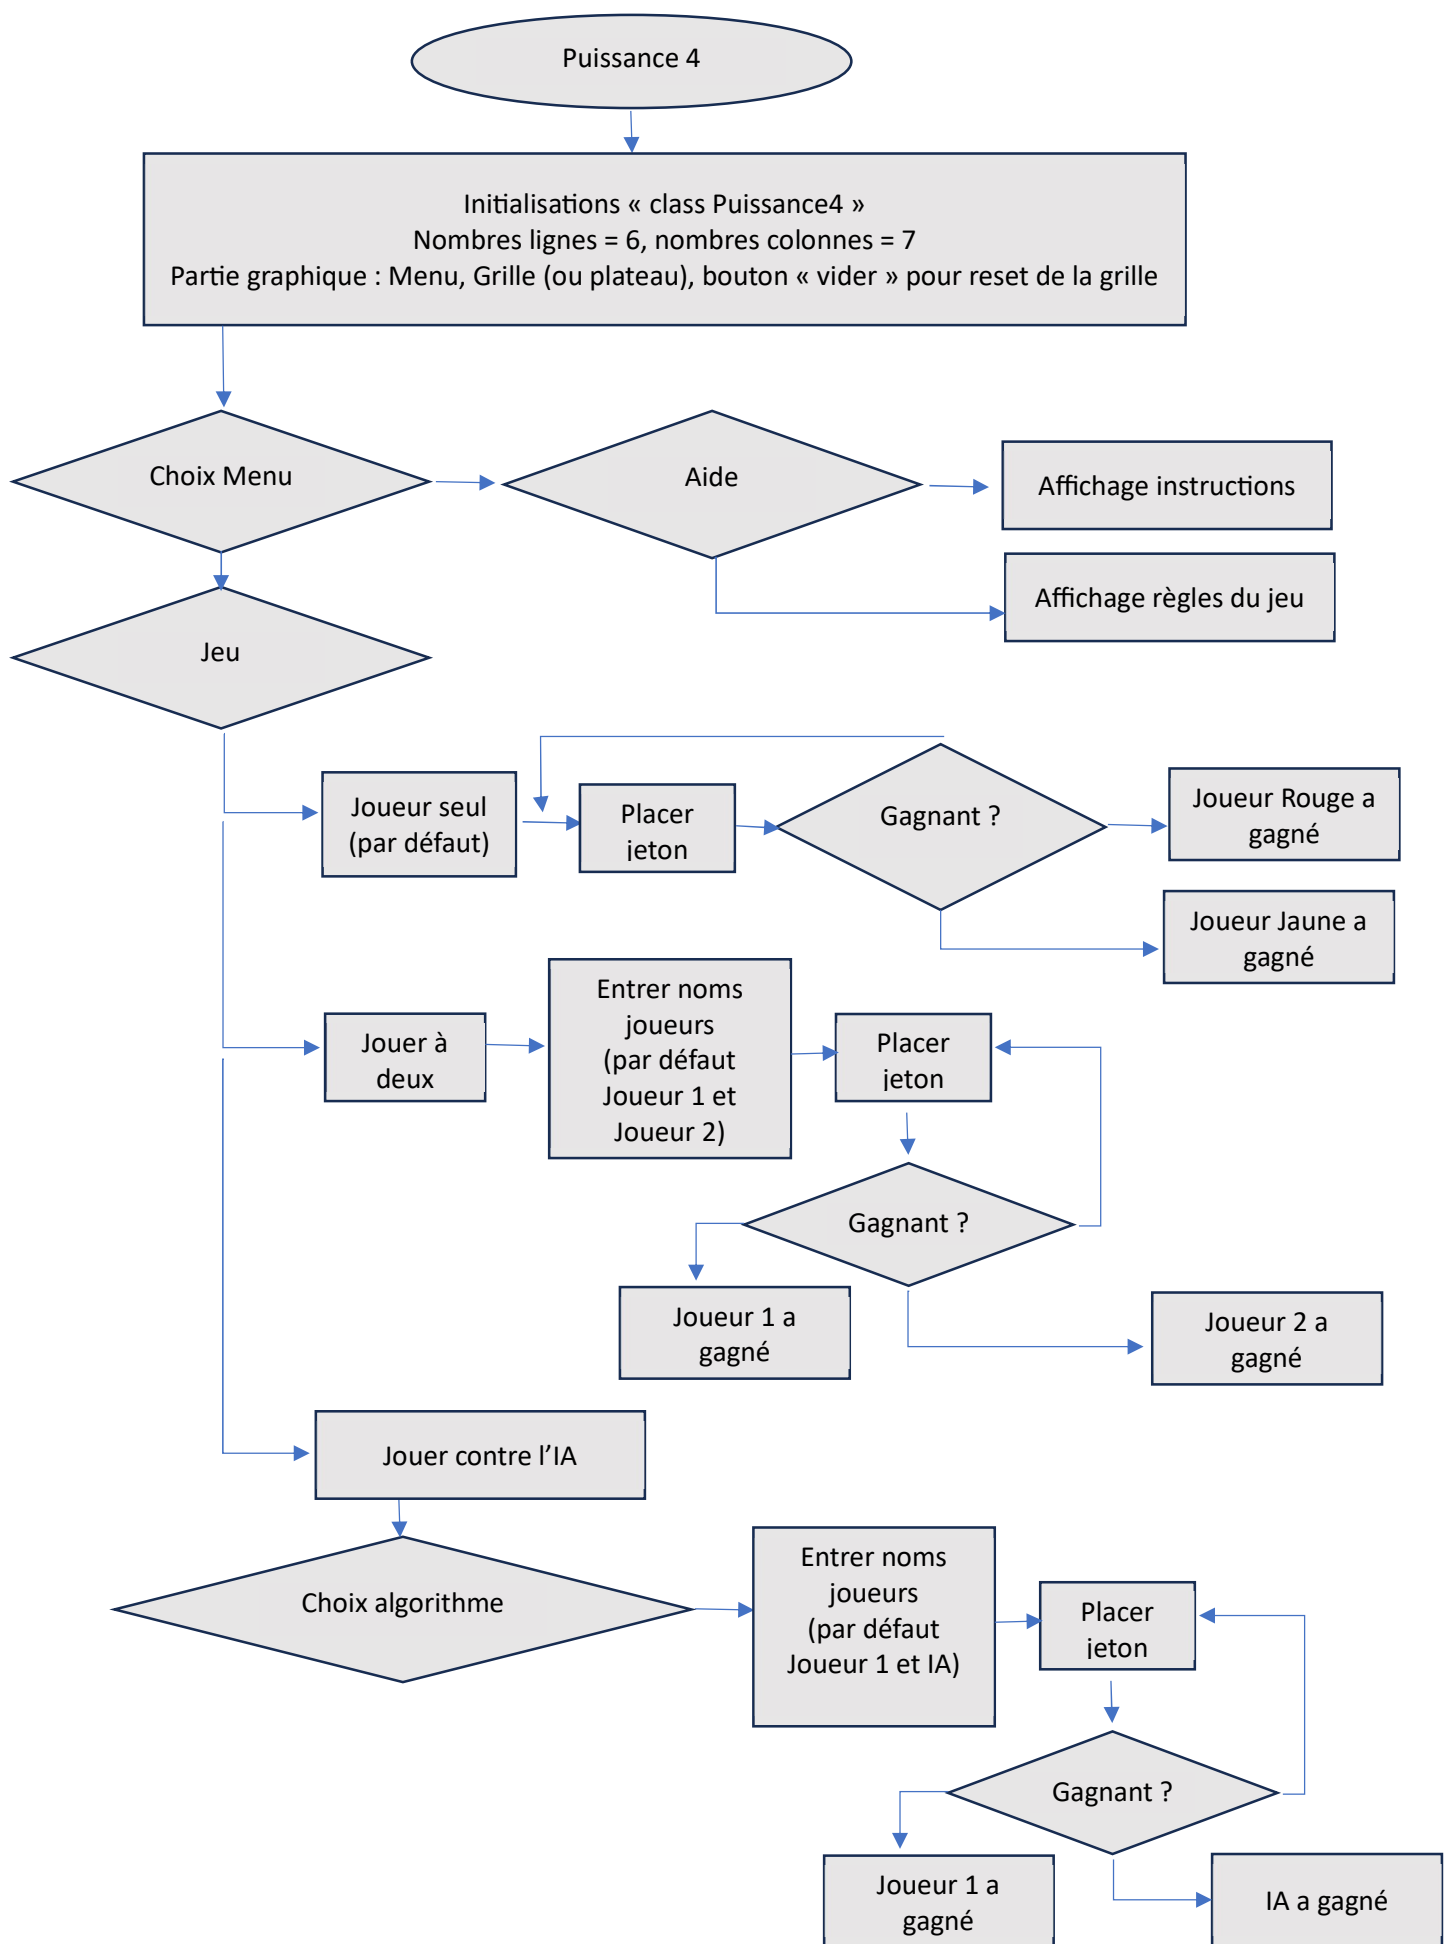 Puissance 4
Initialisations « class Puissance4 »
Nombres lignes = 6, nombres colonnes = 7
Partie graphique : Menu, Grille (ou plateau), bouton « vider » pour reset de la grille
Choix Menu
Aide
Affichage instructions
Affichage règles du jeu
Jeu
Joueur seul
(par défaut)
Placer
jeton
Gagnant ?
Joueur Rouge a
gagné
Joueur Jaune a
gagné
Jouer à
deux
Entrer noms
joueurs
(par défaut
Joueur 1 et
Joueur 2)
Placer
jeton
Gagnant ?
Joueur 1 a
gagné
Joueur 2 a
gagné
Jouer contre l’IA
Choix algorithme
Entrer noms
joueurs
(par défaut
Joueur 1 et IA)
Placer
jeton
Gagnant ?
Joueur 1 a
gagné
IA a gagné